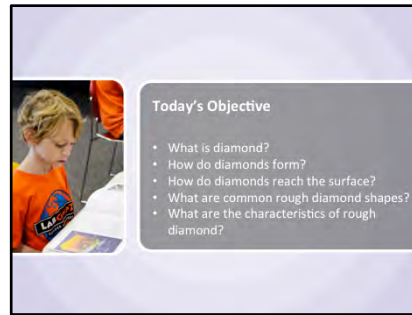 Today's Objective
• What is diamond?
• How do diamonds form?
• How do diamonds reach the surface?
• What are common rough diamond shapes?
• What are the characteristics of rough
diamond?